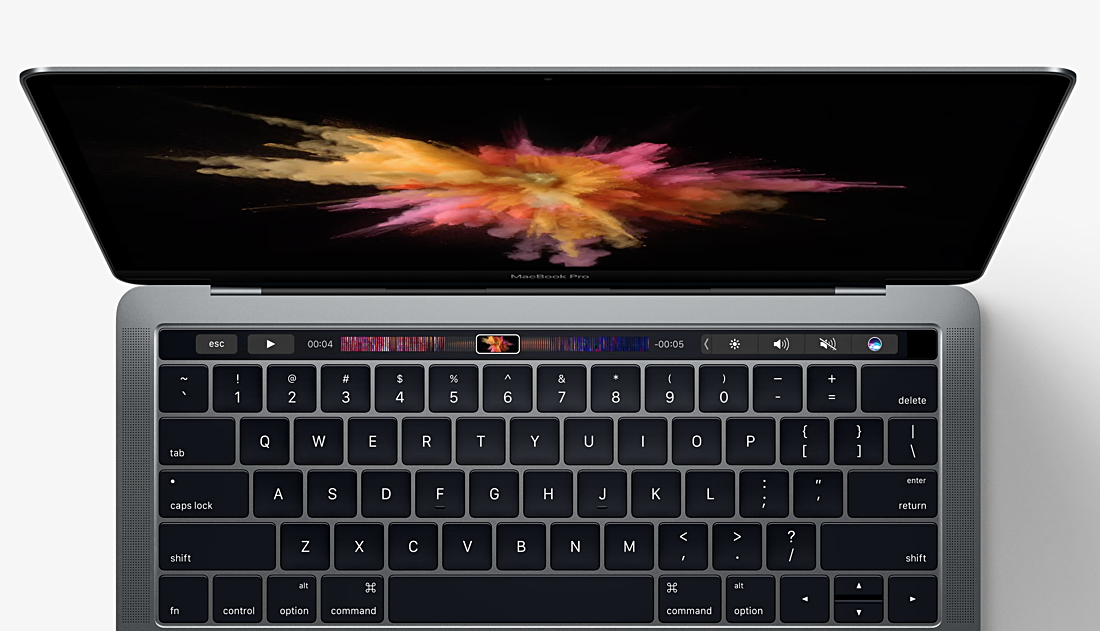 MacBook Pro
esc 00:04 -00:05
~ ! @ # $ % ^ & * ( ) — +
` 1 2 3 4 5 6 7 8 9 0 - = delete
{ } |
tab Q W E R T Y U I O P [ ] \
: " enter
caps lock A S D F G H J K L ; ' return
< > ?
shift Z X C V B N M , . / shift
alt ⌘ ⌘ alt
fn control option command command option